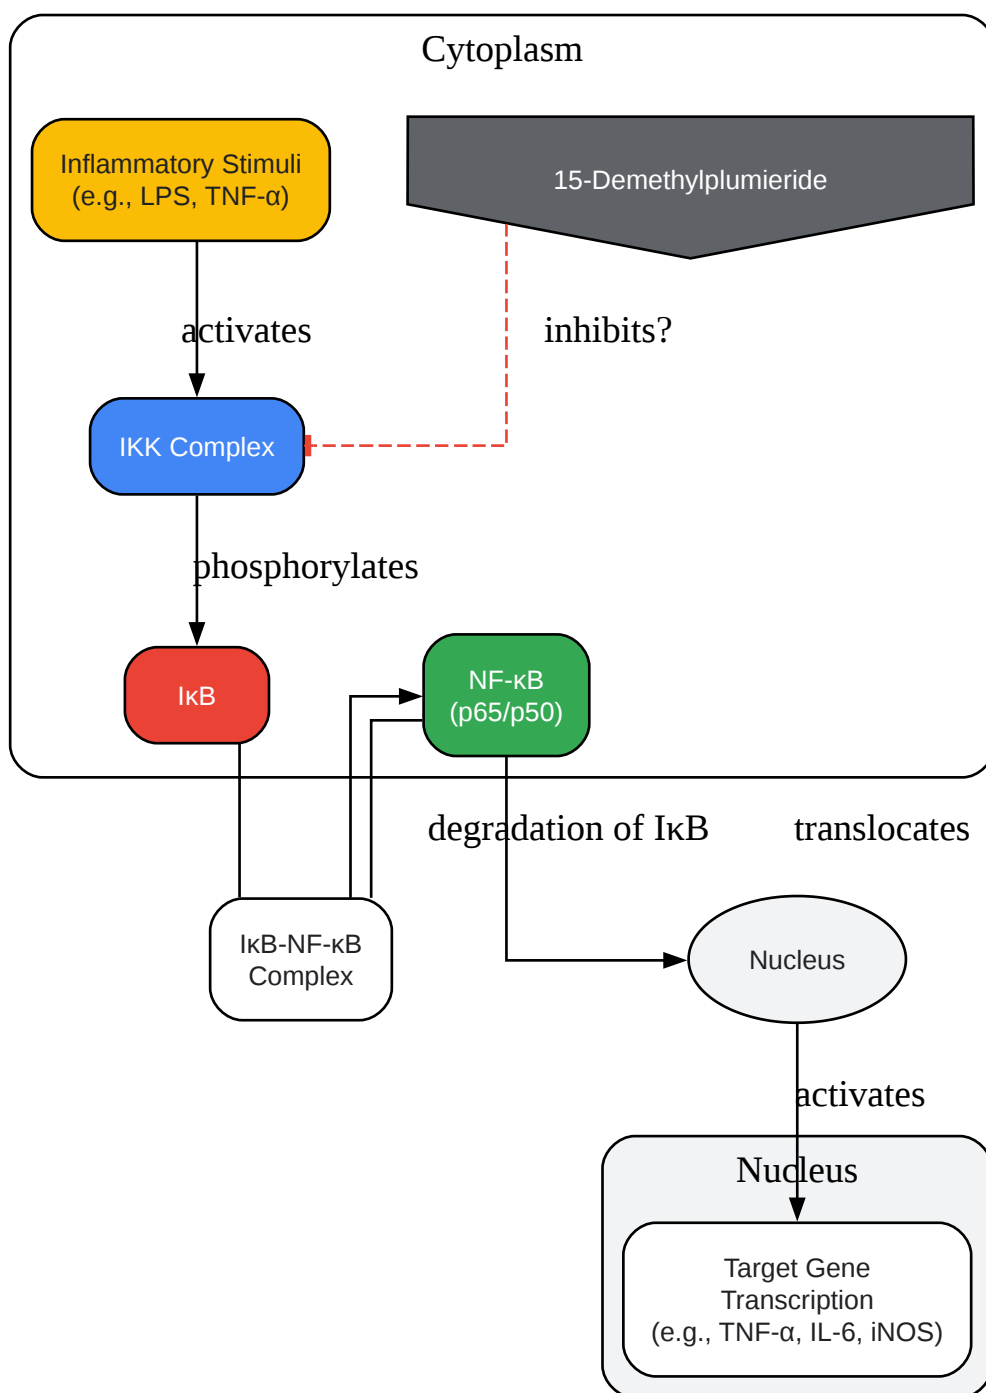 Cytoplasm
Inflammatory Stimuli
(e.g., LPS, TNF-α)
15-Demethylplumieride
activates
inhibits?
IKK Complex
phosphorylates
IκB
NF-κB
(p65/p50)
degradation of IκB
translocates
IκB-NF-κB
Complex
Nucleus
activates
Nucleus
Target Gene
Transcription
(e.g., TNF-α, IL-6, iNOS)